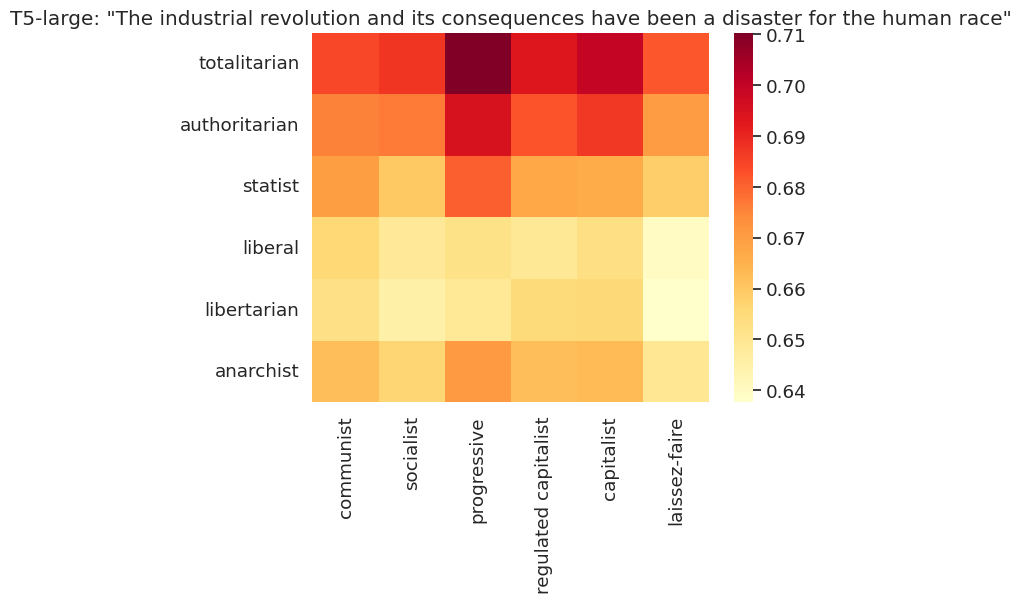 T5-large: "The industrial revolution and its consequences have been a disaster for the human race"
totalitarian
authoritarian
statist
liberal
libertarian
anarchist
communist
socialist
progressive
regulated capitalist
capitalist
laissez-faire
0.71
0.70
0.69
0.68
0.67
0.66
0.65
0.64